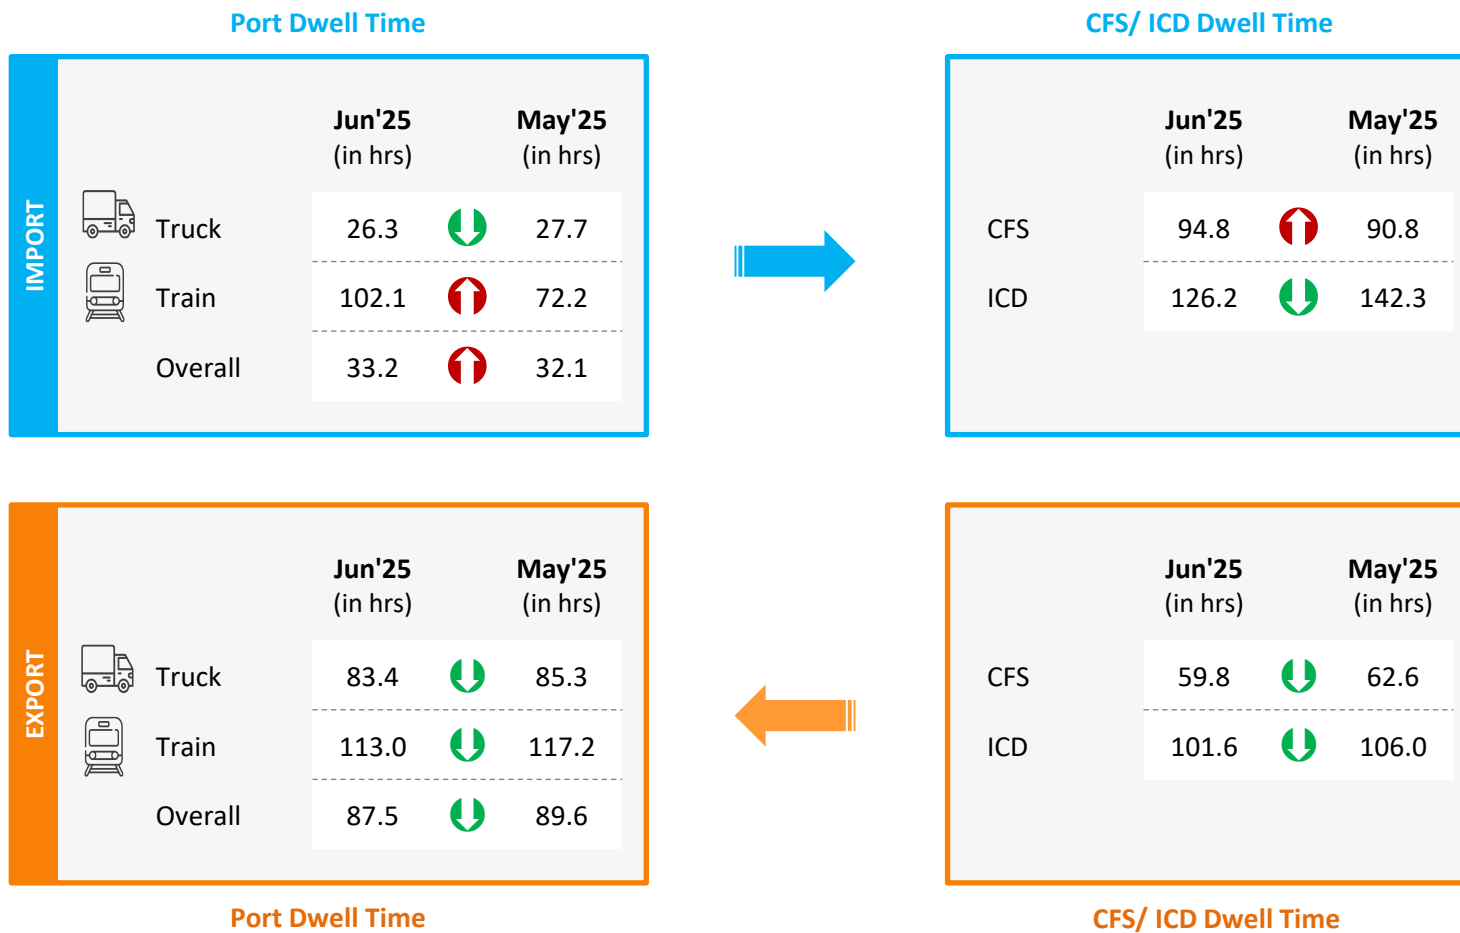 Port Dwell Time
CFS/ ICD Dwell Time
IMPORT
Jun'25 May'25
(in hrs) (in hrs)
Truck 26.3 27.7
Train 102.1 72.2
Overall 33.2 32.1
Jun'25 May'25
(in hrs) (in hrs)
CFS 94.8 90.8
ICD 126.2 142.3
EXPORT
Jun'25 May'25
(in hrs) (in hrs)
Truck 83.4 85.3
Train 113.0 117.2
Overall 87.5 89.6
Jun'25 May'25
(in hrs) (in hrs)
CFS 59.8 62.6
ICD 101.6 106.0
Port Dwell Time
CFS/ ICD Dwell Time